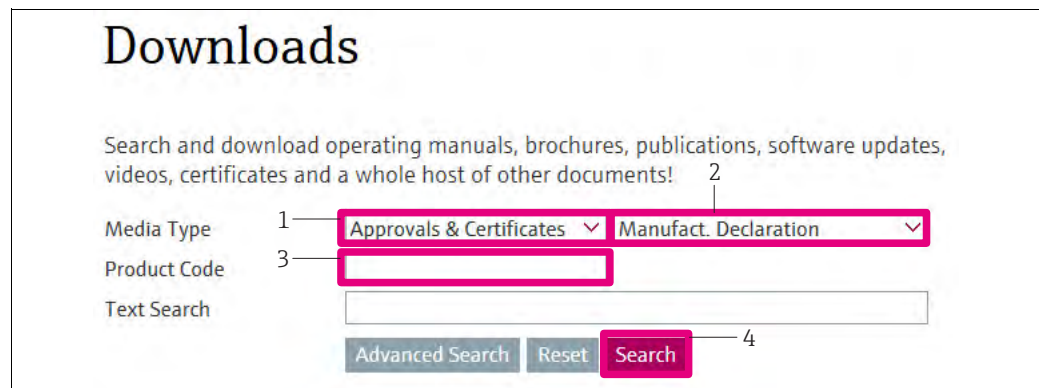 Downloads
Search and download operating manuals, brochures, publications, software updates,
videos, certificates and a whole host of other documents!
2
Media Type 1 Approvals & Certificates Manufact. Declaration
Product Code 3
Text Search
Advanced Search Reset Search 4